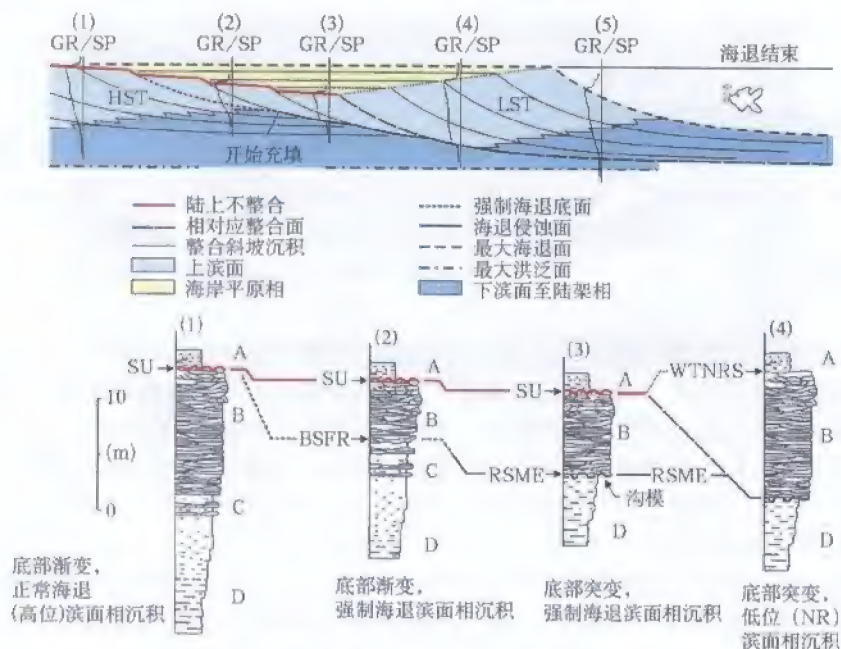 (1)
GR/SP
(2)
GR/SP
(3)
GR/SP
(4)
GR/SP
(5)
GR/SP
海退结束
HST
LST
开始充填
陆上不整合
相对应整合面
整合斜坡沉积
上滨面
海岸平原相
强制海退底面
海退侵蚀面
最大海退面
最大洪泛面
下滨面至陆架相
(1)
SU
A
10
B
(m)
0
C
D
底部渐变,
正常海退
(高位)滨面相沉积
(2)
SU
A
BSFR
B
C
D
底部渐变,
强制海退滨面相沉积
(3)
SU
A
B
RSME
沟模
D
底部突变,
强制海退滨面相沉积
(4)
WTNRS
A
B
RSME
D
底部突变,
低位 (NR)
滨面相沉积